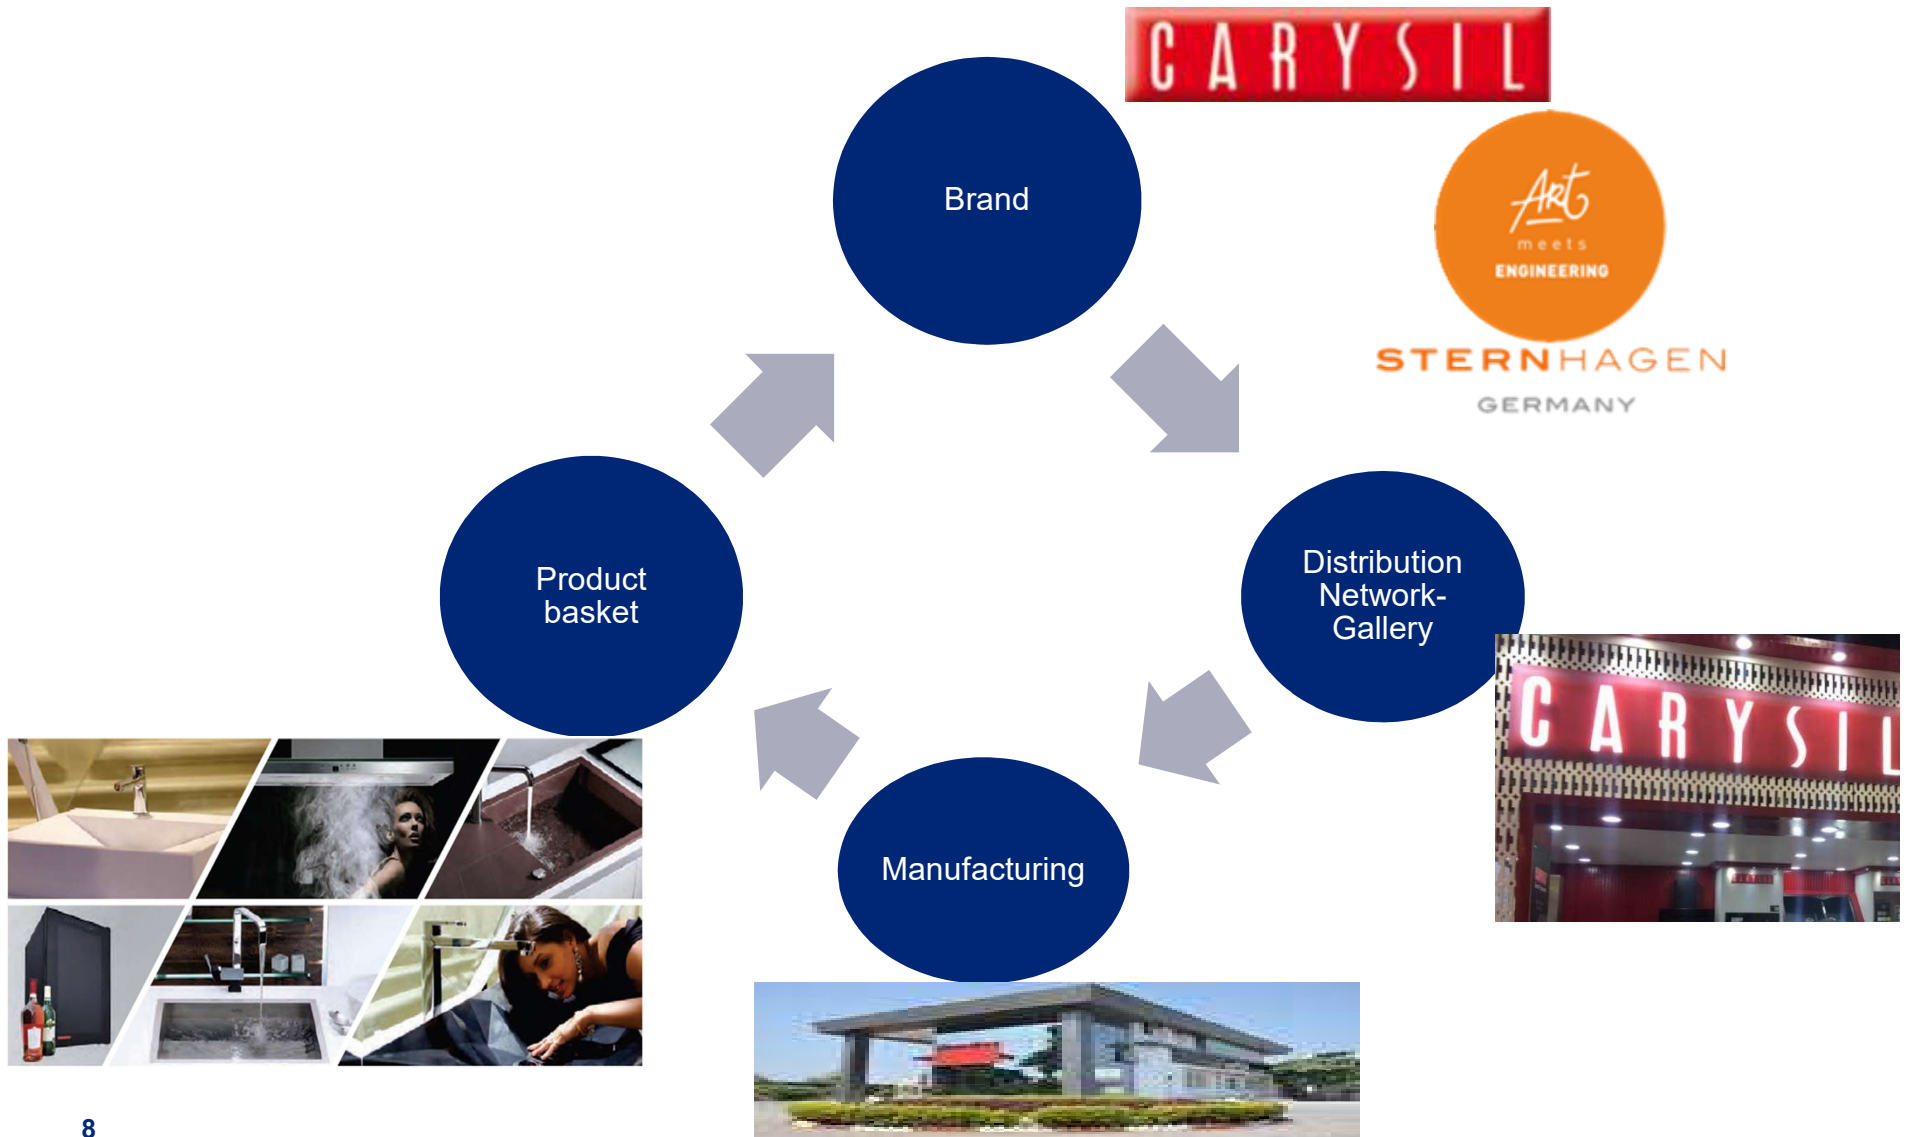 CARYSIL
Brand
Art
meets
ENGINEERING
STERNHAGEN
GERMANY
Product
basket
Distribution
Network-
Gallery
CARYSIL
Manufacturing
8